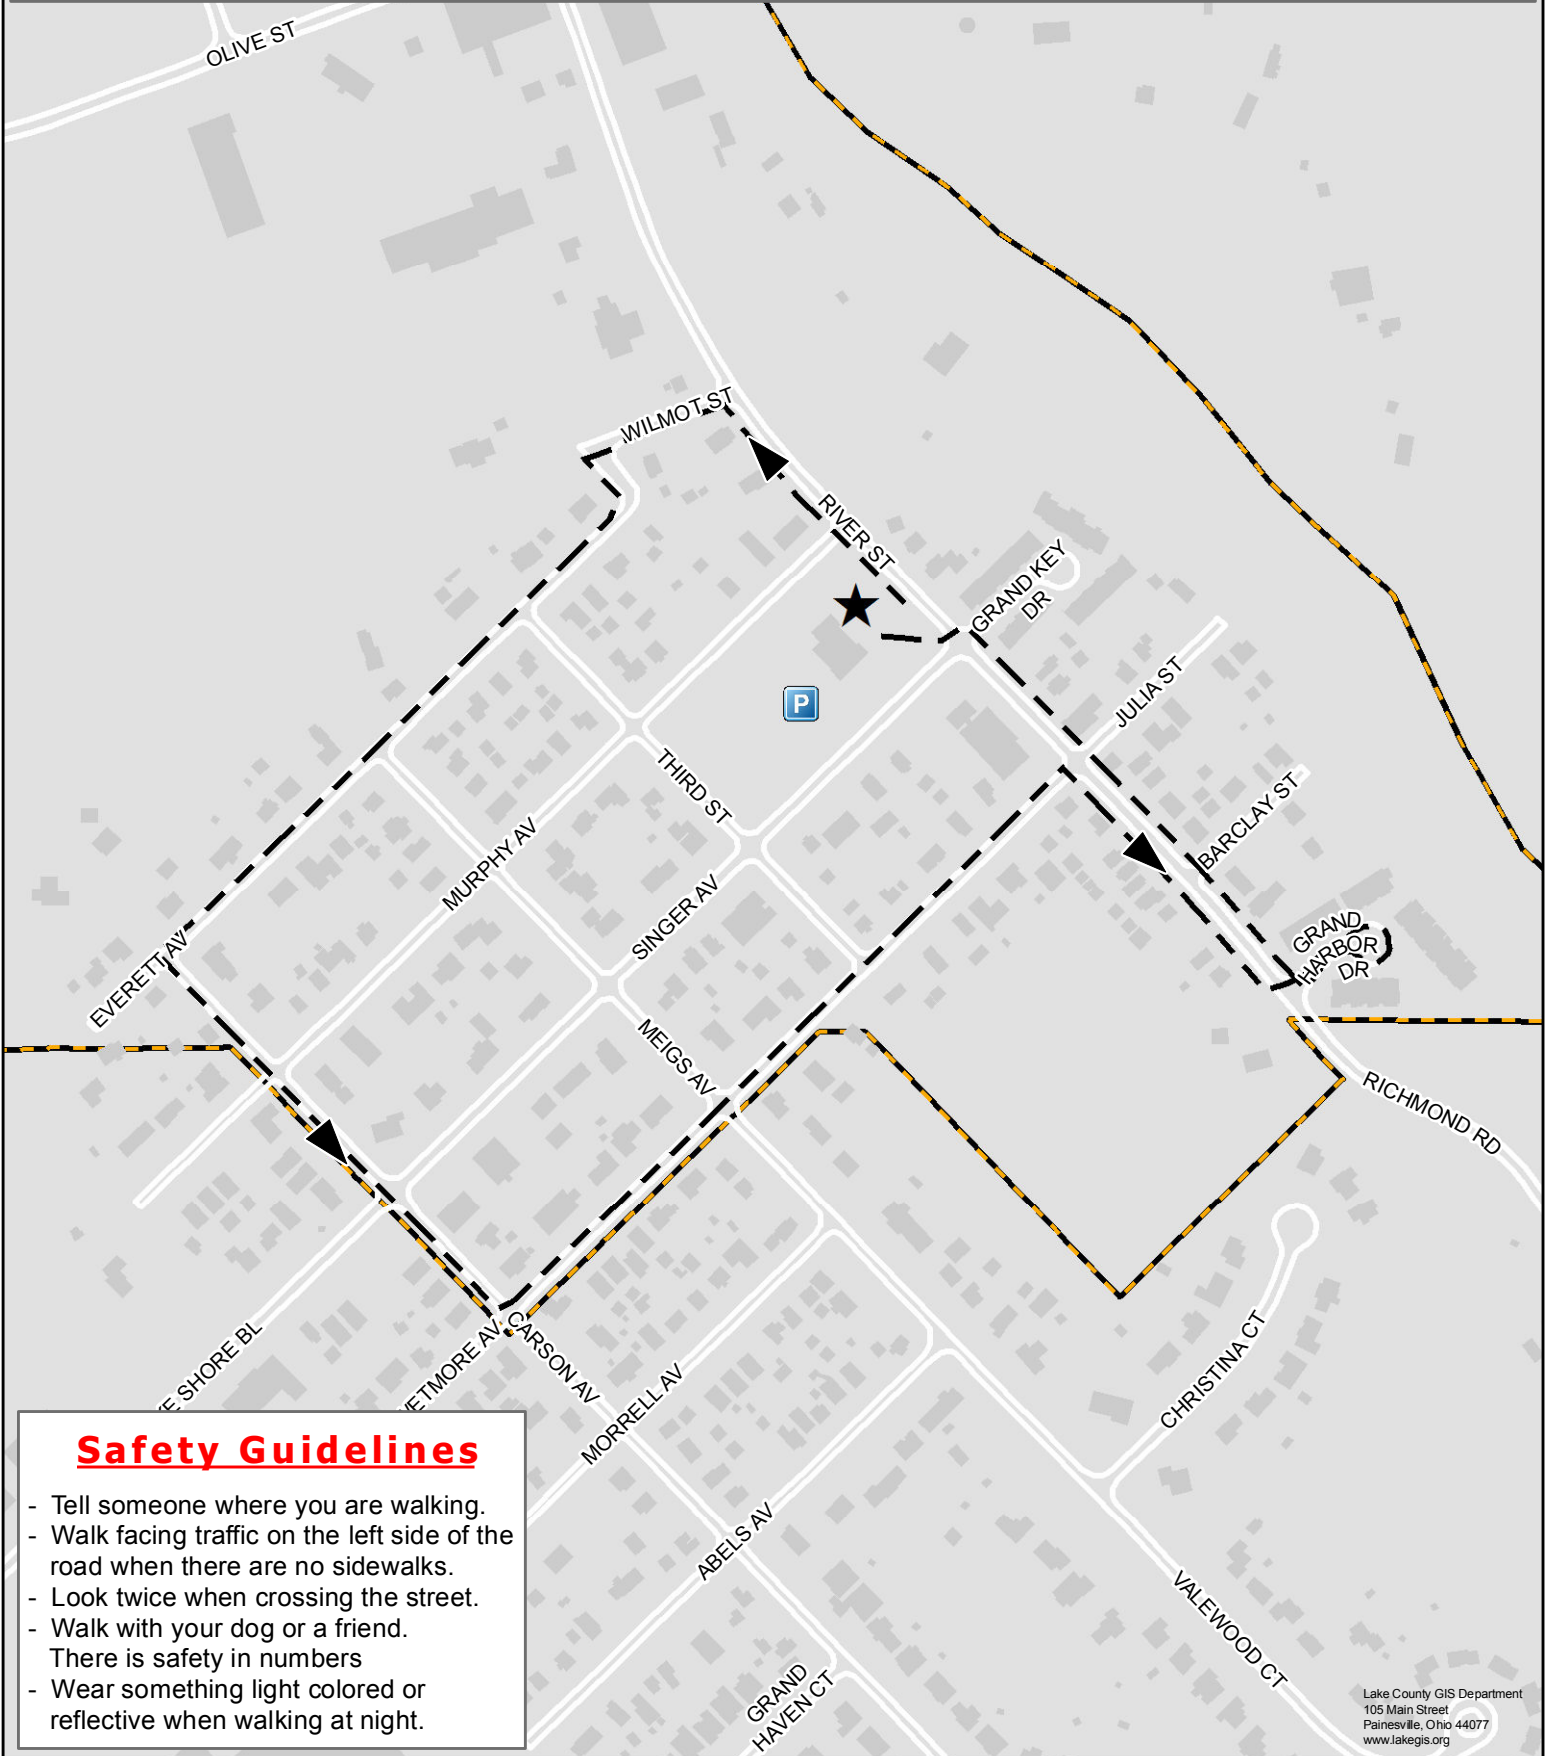 OLIVE ST
WILMOT ST
RIVER ST
GRAND KEY
DR
JULIA ST
THIRD ST
BARCLAY ST
MURPHY AV
SINGER AV
GRAND
HARBOR
DR
EVERETT AV
MEIGS AV
RICHMOND RD
P
SHORE BL
CARSON AV
CHRISTINA CT
MORRELL AV
ABELS AV
VALEWOOD CT
GRAND
HAVEN CT
Safety Guidelines
- Tell someone where you are walking.
- Walk facing traffic on the left side of the
road when there are no sidewalks.
- Look twice when crossing the street.
- Walk with your dog or a friend.
There is safety in numbers
- Wear something light colored or
reflective when walking at night.
Lake County GIS Department
105 Main Street
Painesville, Ohio 44077
www.lakegis.org